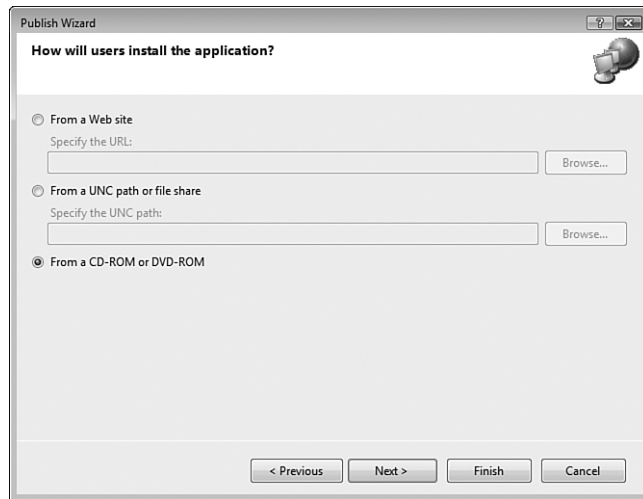 Publish Wizard
How will users install the application?
From a Web site
Specify the URL:
Browse...
From a UNC path or file share
Specify the UNC path:
Browse...
From a CD-ROM or DVD-ROM
< Previous
Next >
Finish
Cancel